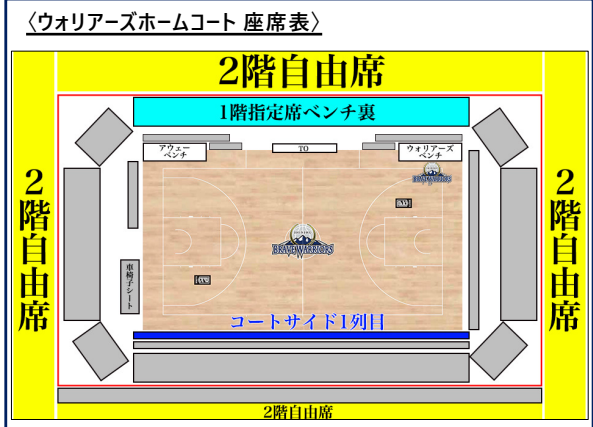 〈ウォリアーズホームコート 座席表〉
2階自由席
1階指定席ベンチ裏
アウェー
ベンチ
TO
ウォリアーズ
ベンチ
2階自由席
2階自由席
車椅子シート
BRAVE WARRIORS
コートサイド1列目
2階自由席